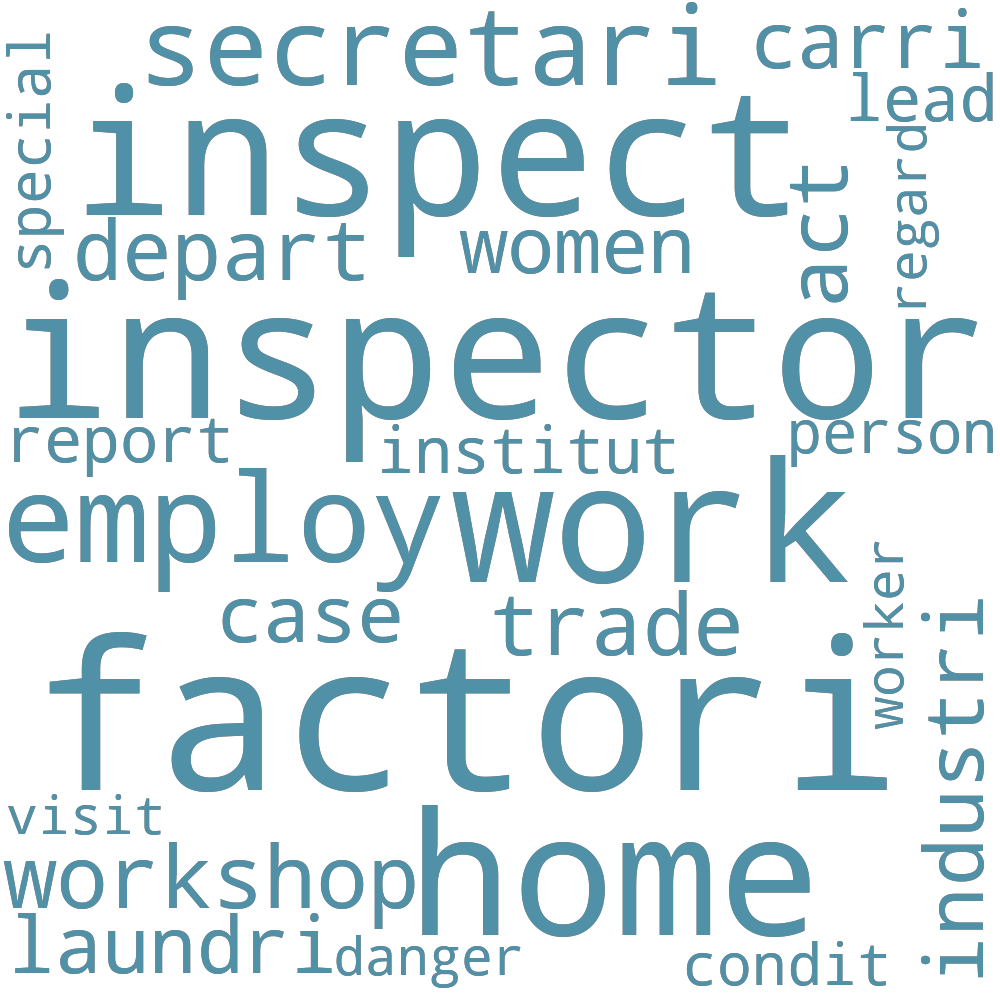 secretari
carri
special
lead
inspect
regard
act
depart
women
inspector
report
institut
person
employ
work
case
trade
worker
industri
factori
visit
workshop
home
laundri
danger
condit